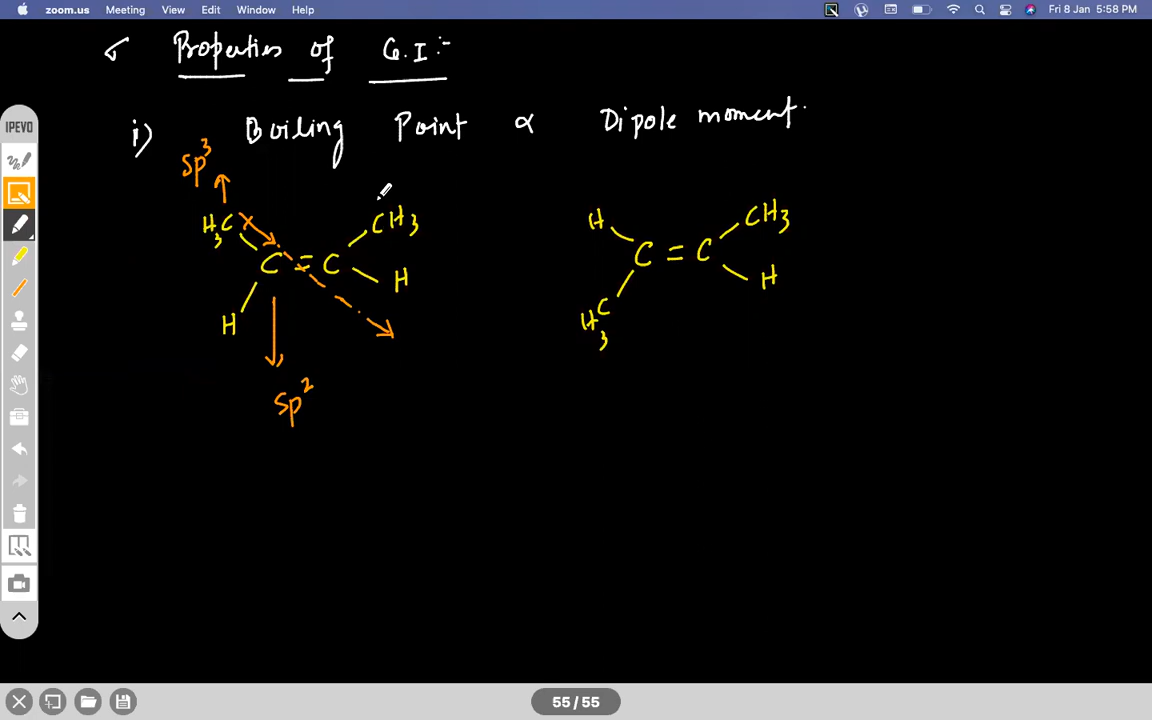 zoom.us Meeting View Edit Window Help Fri 8 Jan 5:58 PM
Properties of G.I :-
IPEVO
i) Boiling Point ∝ Dipole moment.
Sp3
H3C CH3 H CH3
C = C C = C
H H
H H3C
Sp2
55 / 55